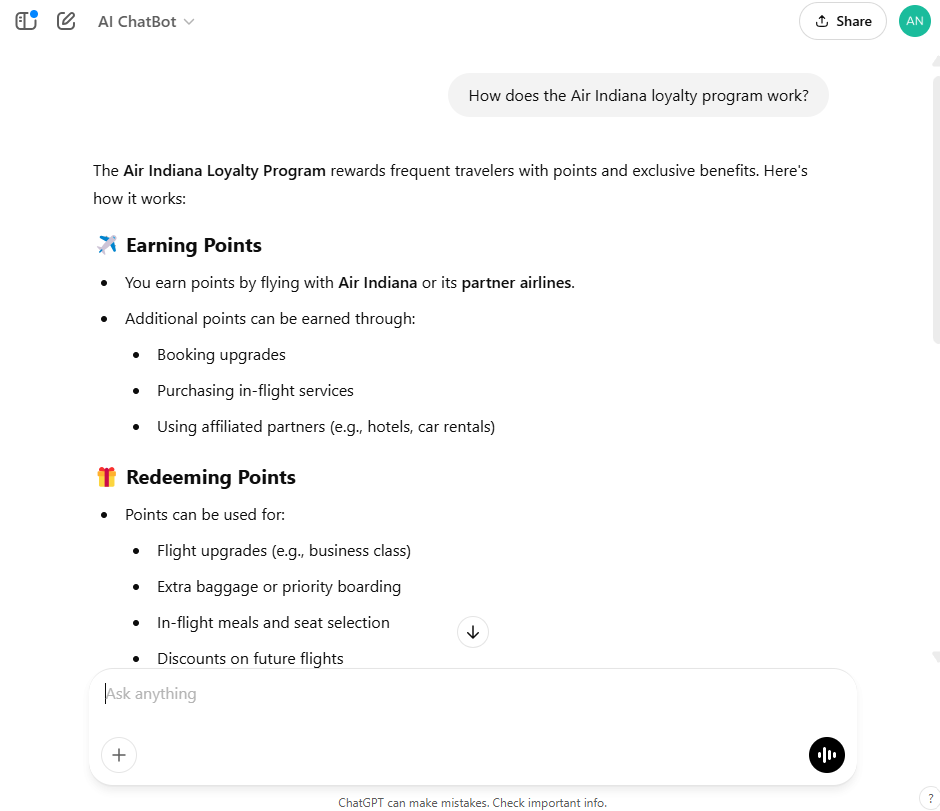 AI ChatBot
Share
AN
How does the Air Indiana loyalty program work?
The Air Indiana Loyalty Program rewards frequent travelers with points and exclusive benefits. Here's
how it works:
✈️ Earning Points
• You earn points by flying with Air Indiana or its partner airlines.
• Additional points can be earned through:
• Booking upgrades
• Purchasing in-flight services
• Using affiliated partners (e.g., hotels, car rentals)
🎁 Redeeming Points
• Points can be used for:
• Flight upgrades (e.g., business class)
• Extra baggage or priority boarding
• In-flight meals and seat selection
• Discounts on future flights
Ask anything
ChatGPT can make mistakes. Check important info.
?